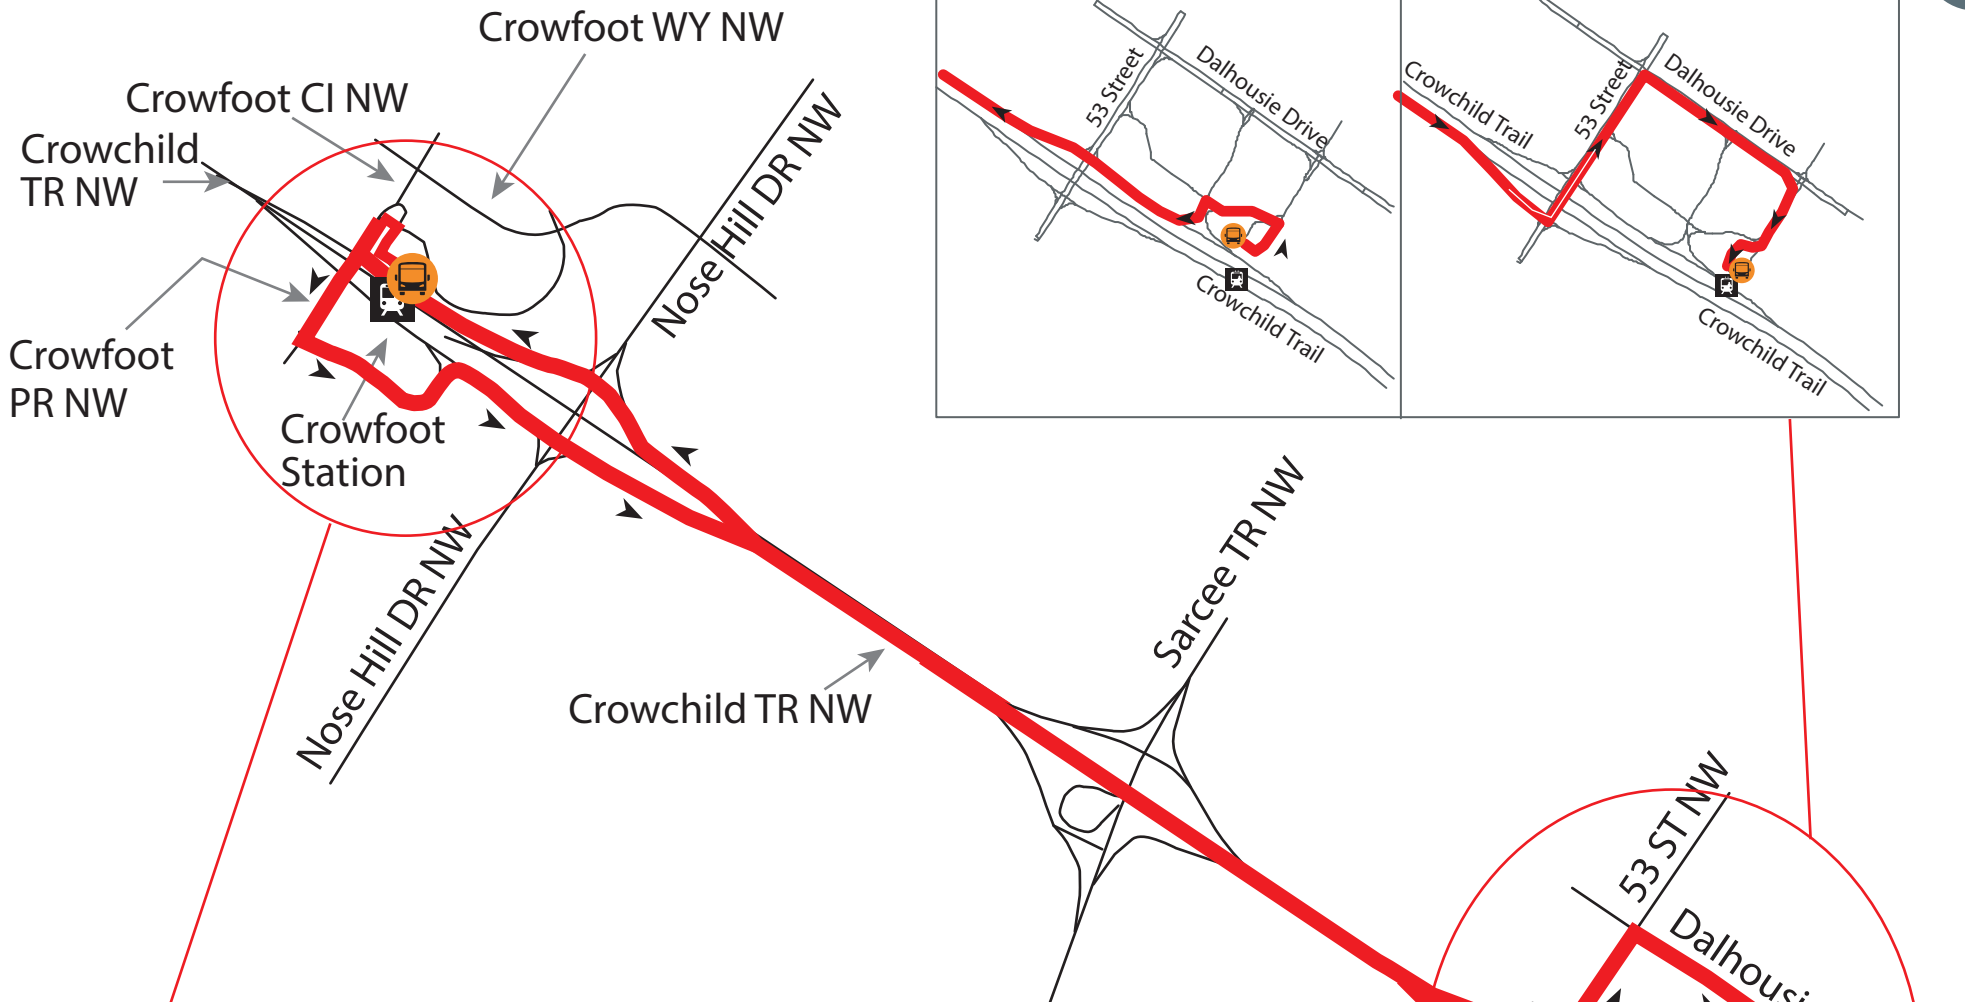 Crowfoot WY NW
Crowfoot CI NW
Crowchild
TR NW
Nose Hill DR NW
Crowfoot
PR NW
Crowfoot
Station
Nose Hill DR NW
Crowchild TR NW
Sarcee TR NW
53 ST NW
53 Street
Dalhousie Drive
Crowchild Trail
Crowchild Trail
53 Street
Dalhousie Drive
Crowchild Trail